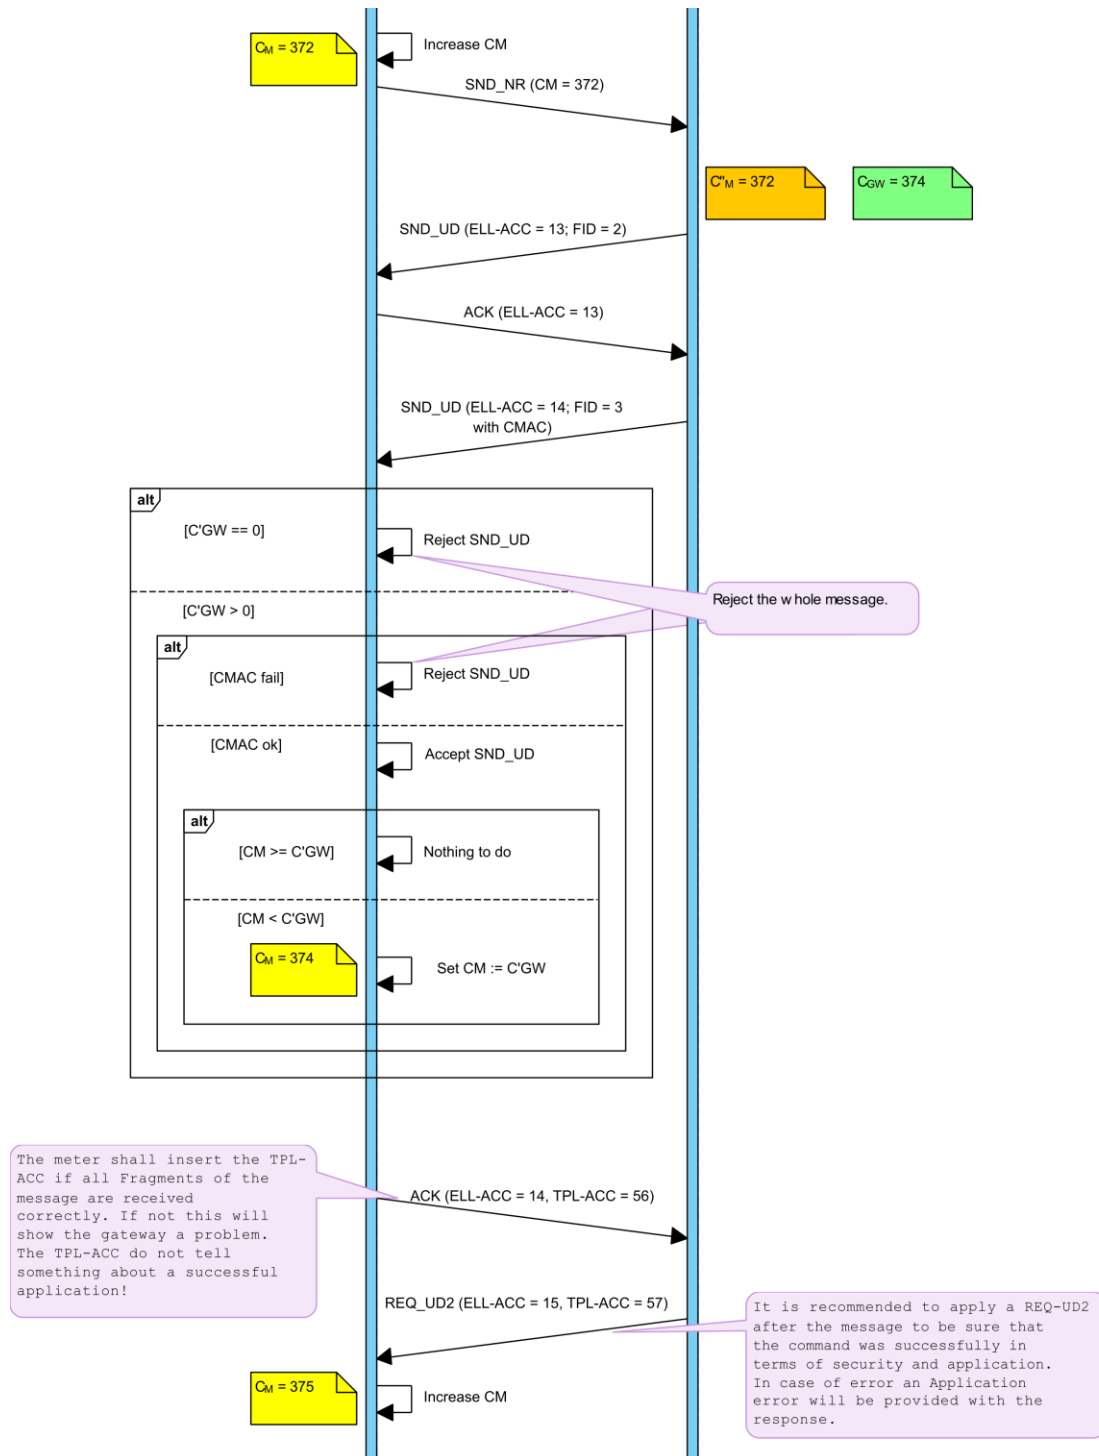 C_M = 372
Increase CM
SND_NR (CM = 372)
C"_M = 372
C_GW = 374
SND_UD (ELL-ACC = 13; FID = 2)
ACK (ELL-ACC = 13)
SND_UD (ELL-ACC = 14; FID = 3
with CMAC)
alt
[C'GW == 0]
Reject SND_UD
Reject the whole message.
[C'GW > 0]
alt
[CMAC fail]
Reject SND_UD
[CMAC ok]
Accept SND_UD
alt
[CM >= C'GW]
Nothing to do
[CM < C'GW]
C_M = 374
Set CM := C'GW
The meter shall insert the TPL-
ACC if all Fragments of the
message are received
correctly. If not this will
show the gateway a problem.
The TPL-ACC do not tell
something about a successful
application!
ACK (ELL-ACC = 14, TPL-ACC = 56)
REQ_UD2 (ELL-ACC = 15, TPL-ACC = 57)
It is recommended to apply a REQ-UD2
after the message to be sure that
the command was successfully in
terms of security and application.
In case of error an Application
error will be provided with the
response.
C_M = 375
Increase CM